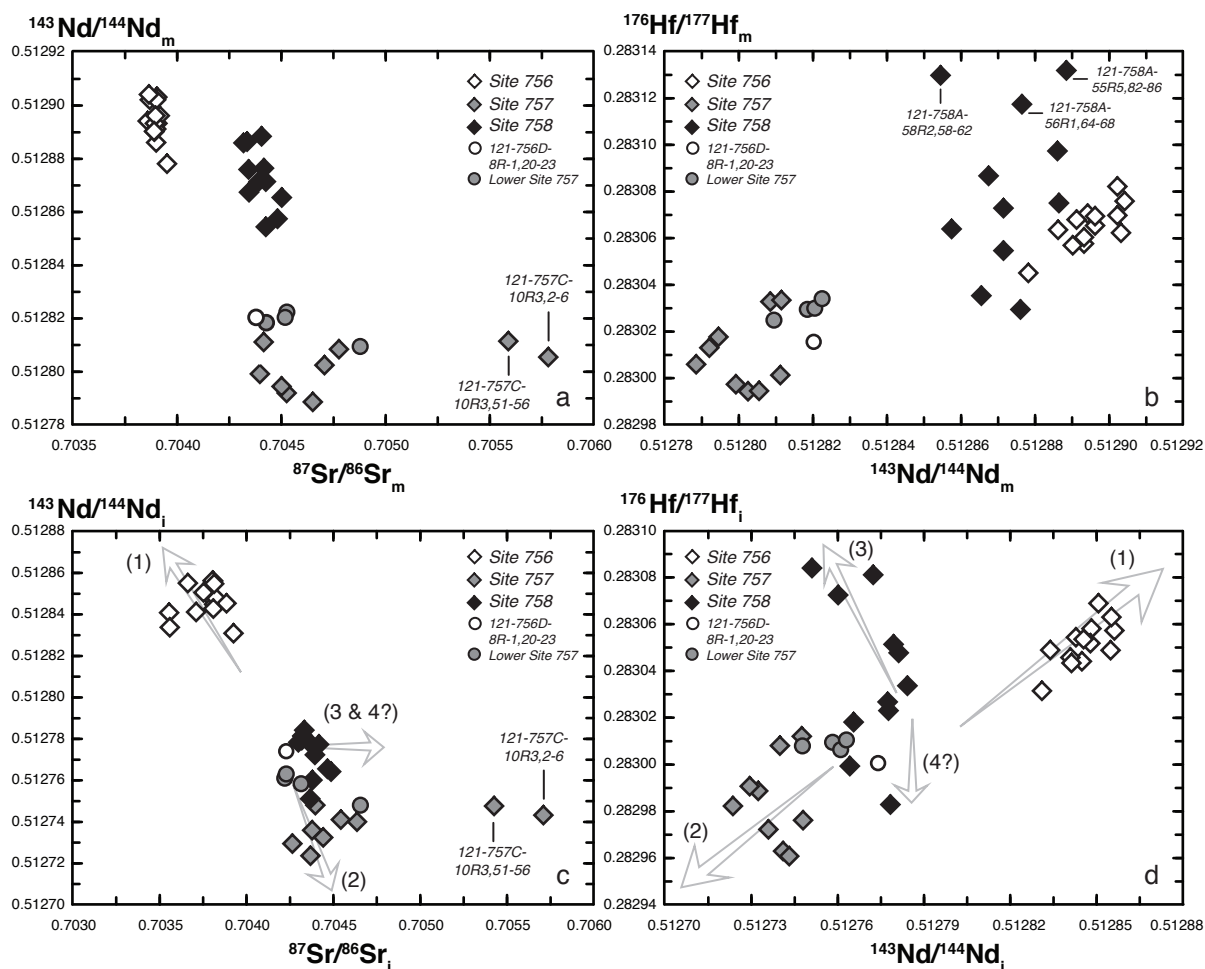 143Nd/144Ndm
0.51292
0.51290
0.51288
0.51286
0.51284
0.51282
0.51280
0.51278
Site 756
Site 757
Site 758
121-756D-
8R-1,20-23
Lower Site 757
121-757C-
10R3,2-6
121-757C-
10R3,51-56
a
0.7035 0.7040 0.7045 0.7050 0.7055 0.7060
87Sr/86Srm
176Hf/177Hfm
0.28314
0.28312
0.28310
0.28308
0.28306
0.28304
0.28302
0.28300
0.28298
Site 756
Site 757
Site 758
121-756D-
8R-1,20-23
Lower Site 757
121-758A-
58R2,58-62
121-758A-
55R5,82-86
121-758A-
56R1,64-68
b
0.51278 0.51280 0.51282 0.51284 0.51286 0.51288 0.51290 0.51292
143Nd/144Ndm
143Nd/144Ndi
0.51288
0.51286
0.51284
0.51282
0.51280
0.51278
0.51276
0.51274
0.51272
0.51270
(1)
Site 756
Site 757
Site 758
121-756D-
8R-1,20-23
Lower Site 757
(3 & 4?)
121-757C-
10R3,2-6
121-757C-
10R3,51-56
(2)
c
0.7030 0.7035 0.7040 0.7045 0.7050 0.7055 0.7060
87Sr/86Sri
176Hf/177Hfi
0.28310
0.28308
0.28306
0.28304
0.28302
0.28300
0.28298
0.28296
0.28294
Site 756
Site 757
Site 758
121-756D-
8R-1,20-23
Lower Site 757
(3)
(1)
(4?)
(2)
d
0.51270 0.51273 0.51276 0.51279 0.51282 0.51285 0.51288
143Nd/144Ndi